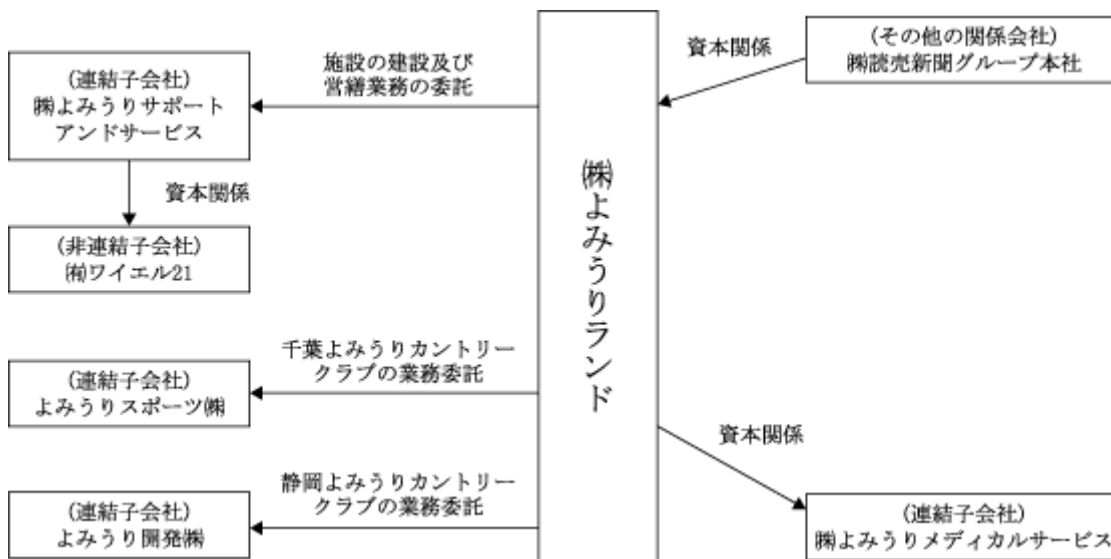 (連結子会社)
㈱よみうりサポート
アンドサービス
施設の建設及び
営繕業務の委託
資本関係
(非連結子会社)
㈲ワイエル21
千葉よみうりカントリー
クラブの業務委託
(連結子会社)
よみうりスポーツ㈱
静岡よみうりカントリー
クラブの業務委託
(連結子会社)
よみうり開発㈱
㈱よみうりランド
資本関係
(その他の関係会社)
㈱読売新聞グループ本社
資本関係
(連結子会社)
㈱よみうりメディカルサービス